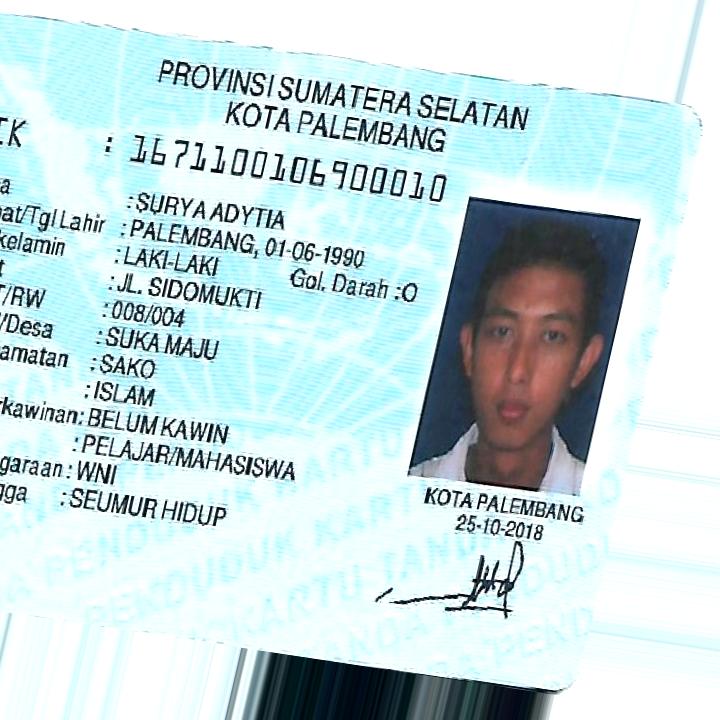 PROVINSI SUMATERA SELATAN
KOTA PALEMBANG
IK : 1671100106900010
a : SURYA ADYTIA
pat/Tgl Lahir : PALEMBANG, 01-06-1990
kelamin : LAKI-LAKI Gol. Darah : O
t : JL. SIDOMUKTI
T/RW : 008/004
/Desa : SUKA MAJU
amatan : SAKO
: ISLAM
rkawinan: BELUM KAWIN
: PELAJAR/MAHASISWA
garaan : WNI
gga : SEUMUR HIDUP
KOTA PALEMBANG
25-10-2018